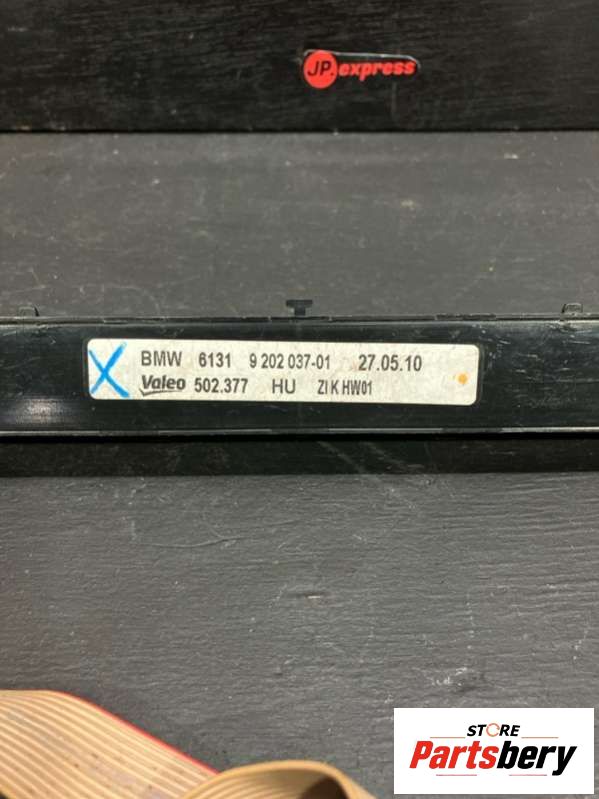 JP.express
X
BMW 6131 9 202 037-01 27.05.10
Valeo 502.377 HU ZI K HW01
STORE
Partsbery